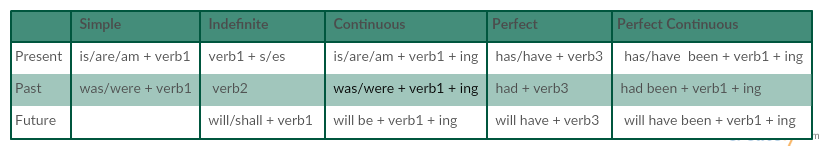 Simple Indefinite Continuous Perfect Perfect Continuous
Present is/are/am + verb1 verb1 + s/es is/are/am + verb1 + ing has/have + verb3 has/have been + verb1 + ing
Past was/were + verb1 verb2 was/were + verb1 + ing had + verb3 had been + verb1 + ing
Future will/shall + verb1 will be + verb1 + ing will have + verb3 will have been + verb1 + ing